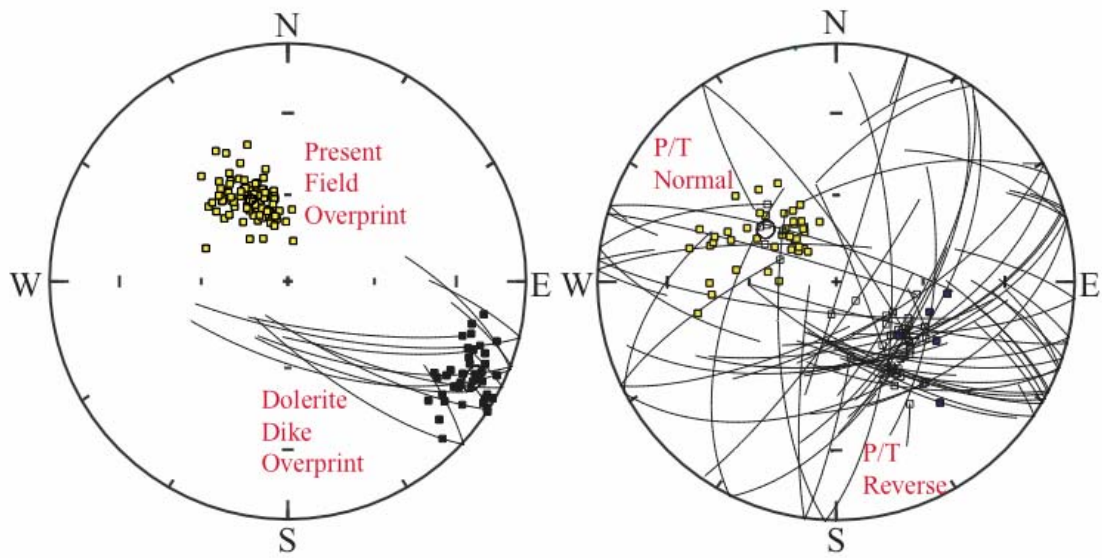 N
Present
Field
Overprint
W
E
Dolerite
Dike
Overprint
S
N
P/T
Normal
W
E
P/T
Reverse
S